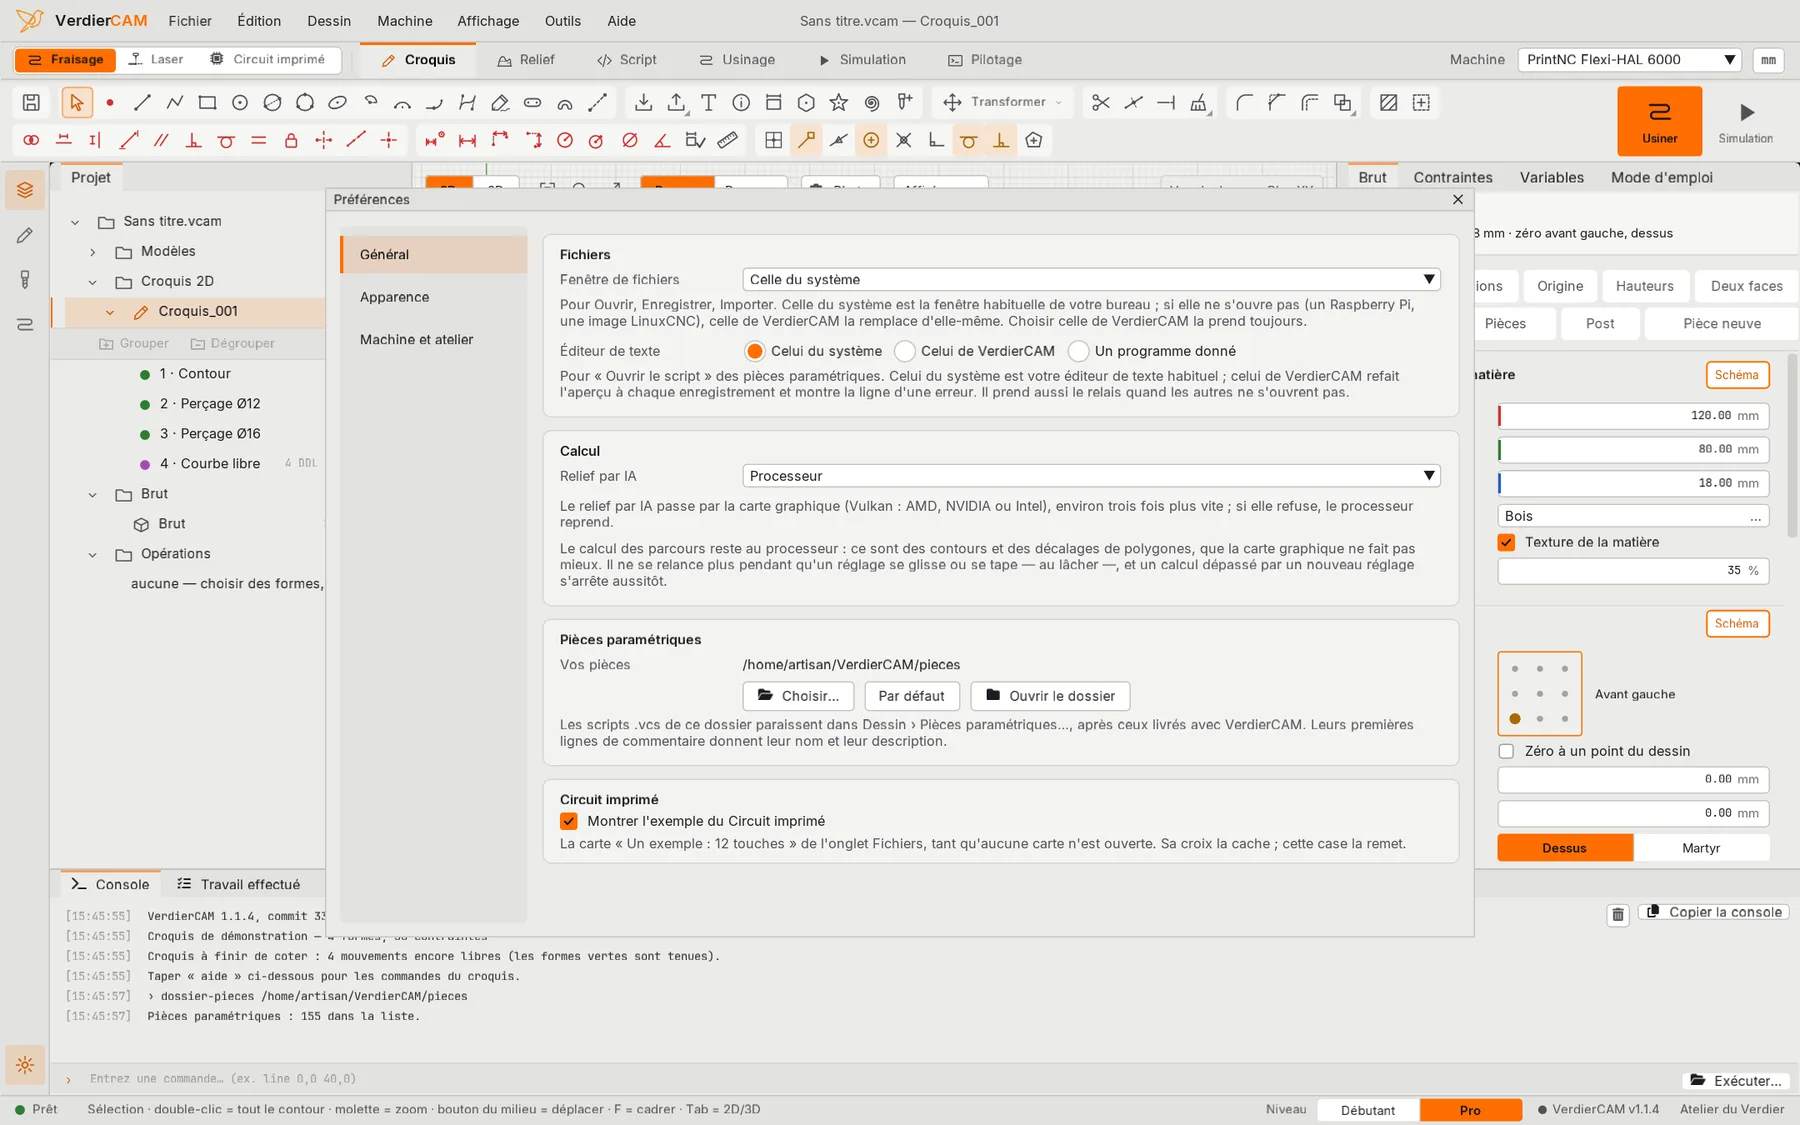 VerdierCAM Fichier Édition Dessin Machine Affichage Outils Aide Sans titre.vcam — Croquis_001
Fraisage Laser Circuit imprimé Croquis Relief Script Usinage Simulation Pilotage Machine PrintNC Flexi-HAL 6000 mm
Transformer
Usiner Simulation
Projet
Brut Contraintes Variables Mode d'emploi
Sans titre.vcam
Modèles
Croquis 2D
Croquis_001
Grouper Dégrouper
1 · Contour
2 · Perçage Ø12
3 · Perçage Ø16
4 · Courbe libre 4 DDL
Brut
Brut
Opérations
aucune — choisir des formes,
Préférences
Général
Apparence
Machine et atelier
Fichiers
Fenêtre de fichiers Celle du système
Pour Ouvrir, Enregistrer, Importer. Celle du système est la fenêtre habituelle de votre bureau ; si elle ne s'ouvre pas (un Raspberry Pi,
une image LinuxCNC), celle de VerdierCAM la remplace d'elle-même. Choisir celle de VerdierCAM la prend toujours.
Éditeur de texte Celui du système Celui de VerdierCAM Un programme donné
Pour « Ouvrir le script » des pièces paramétriques. Celui du système est votre éditeur de texte habituel ; celui de VerdierCAM refait
l'aperçu à chaque enregistrement et montre la ligne d'une erreur. Il prend aussi le relais quand les autres ne s'ouvrent pas.
Calcul
Relief par IA Processeur
Le relief par IA passe par la carte graphique (Vulkan : AMD, NVIDIA ou Intel), environ trois fois plus vite ; si elle refuse, le processeur
reprend.
Le calcul des parcours reste au processeur : ce sont des contours et des décalages de polygones, que la carte graphique ne fait pas
mieux. Il ne se relance plus pendant qu'un réglage se glisse ou se tape — au lâcher —, et un calcul dépassé par un nouveau réglage
s'arrête aussitôt.
Pièces paramétriques
Vos pièces /home/artisan/VerdierCAM/pieces
Choisir... Par défaut Ouvrir le dossier
Les scripts .vcs de ce dossier paraissent dans Dessin › Pièces paramétriques..., après ceux livrés avec VerdierCAM. Leurs premières
lignes de commentaire donnent leur nom et leur description.
Circuit imprimé
Montrer l'exemple du Circuit imprimé
La carte « Un exemple : 12 touches » de l'onglet Fichiers, tant qu'aucune carte n'est ouverte. Sa croix la cache ; cette case la remet.
8 mm · zéro avant gauche, dessus
ions Origine Hauteurs Deux faces
Pièces Post Pièce neuve
matière Schéma
120.00 mm
80.00 mm
18.00 mm
Bois ...
Texture de la matière
35 %
Schéma
Avant gauche
Zéro à un point du dessin
0.00 mm
0.00 mm
Dessus Martyr
Console Travail effectué
Copier la console
[15:45:55] VerdierCAM 1.1.4, commit 33
[15:45:55] Croquis de démonstration — 4 formes, 30 contraintes
[15:45:55] Croquis à finir de coter : 4 mouvements encore libres (les formes vertes sont tenues).
[15:45:55] Taper « aide » ci-dessous pour les commandes du croquis.
[15:45:57] › dossier-pieces /home/artisan/VerdierCAM/pieces
[15:45:57] Pièces paramétriques : 155 dans la liste.
› Entrez une commande… (ex. line 0,0 40,0) Exécuter...
Prêt Sélection · double-clic = tout le contour · molette = zoom · bouton du milieu = déplacer · F = cadrer · Tab = 2D/3D Niveau Débutant Pro VerdierCAM v1.1.4 Atelier du Verdier